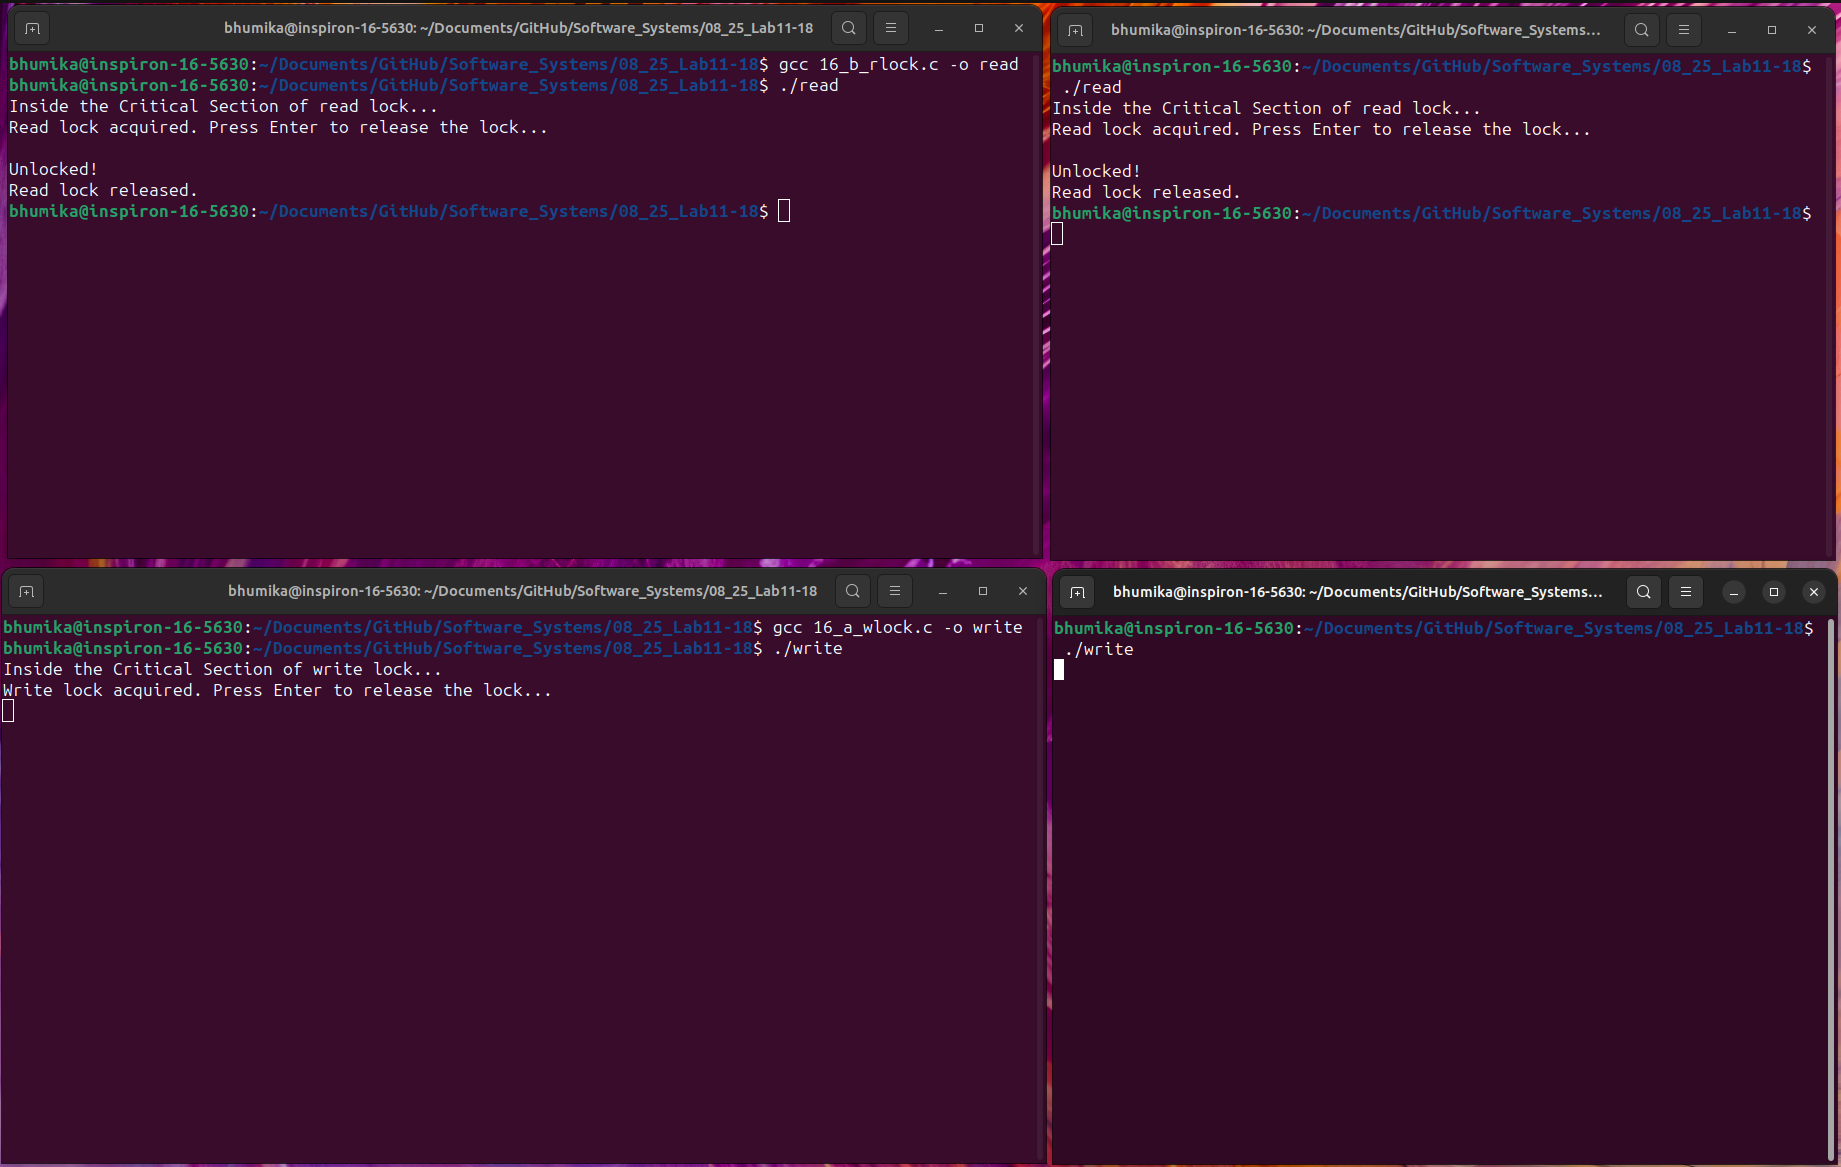 bhumika@inspiron-16-5630: ~/Documents/GitHub/Software_Systems/08_25_Lab11-18
bhumika@inspiron-16-5630:~/Documents/GitHub/Software_Systems/08_25_Lab11-18$ gcc 16_b_rlock.c -o read
bhumika@inspiron-16-5630:~/Documents/GitHub/Software_Systems/08_25_Lab11-18$ ./read
Inside the Critical Section of read lock...
Read lock acquired. Press Enter to release the lock...
Unlocked!
Read lock released.
bhumika@inspiron-16-5630:~/Documents/GitHub/Software_Systems/08_25_Lab11-18$
bhumika@inspiron-16-5630: ~/Documents/GitHub/Software_Systems...
bhumika@inspiron-16-5630:~/Documents/GitHub/Software_Systems/08_25_Lab11-18$
./read
Inside the Critical Section of read lock...
Read lock acquired. Press Enter to release the lock...
Unlocked!
Read lock released.
bhumika@inspiron-16-5630:~/Documents/GitHub/Software_Systems/08_25_Lab11-18$
bhumika@inspiron-16-5630: ~/Documents/GitHub/Software_Systems/08_25_Lab11-18
bhumika@inspiron-16-5630:~/Documents/GitHub/Software_Systems/08_25_Lab11-18$ gcc 16_a_wlock.c -o write
bhumika@inspiron-16-5630:~/Documents/GitHub/Software_Systems/08_25_Lab11-18$ ./write
Inside the Critical Section of write lock...
Write lock acquired. Press Enter to release the lock...
bhumika@inspiron-16-5630: ~/Documents/GitHub/Software_Systems...
bhumika@inspiron-16-5630:~/Documents/GitHub/Software_Systems/08_25_Lab11-18$
./write